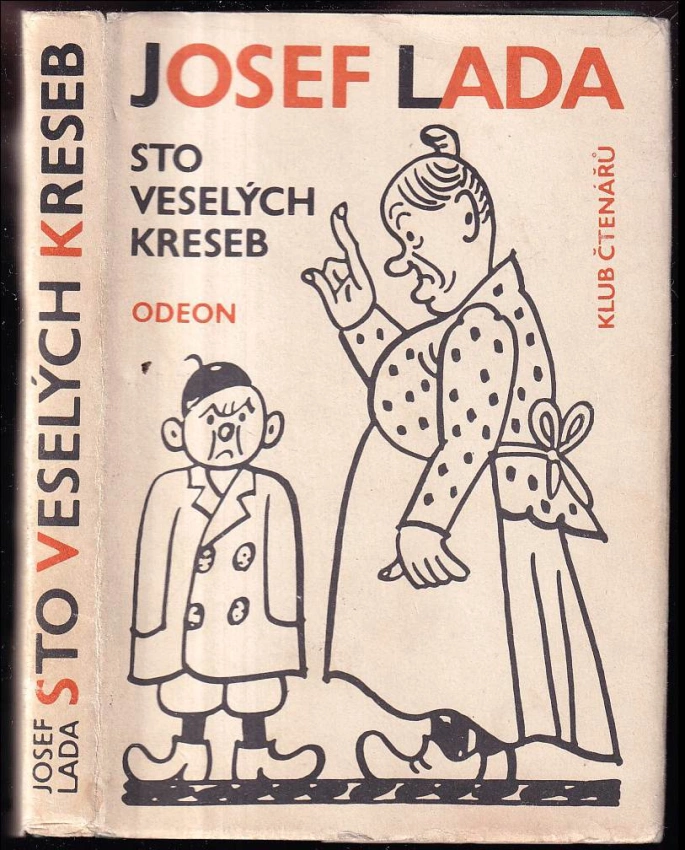 JOSEF LADA
STO
VESELÝCH
KRESEB
ODEON
KLUB ČTENÁŘŮ
JOSEF
LADA
STO VESELÝCH KRESEB